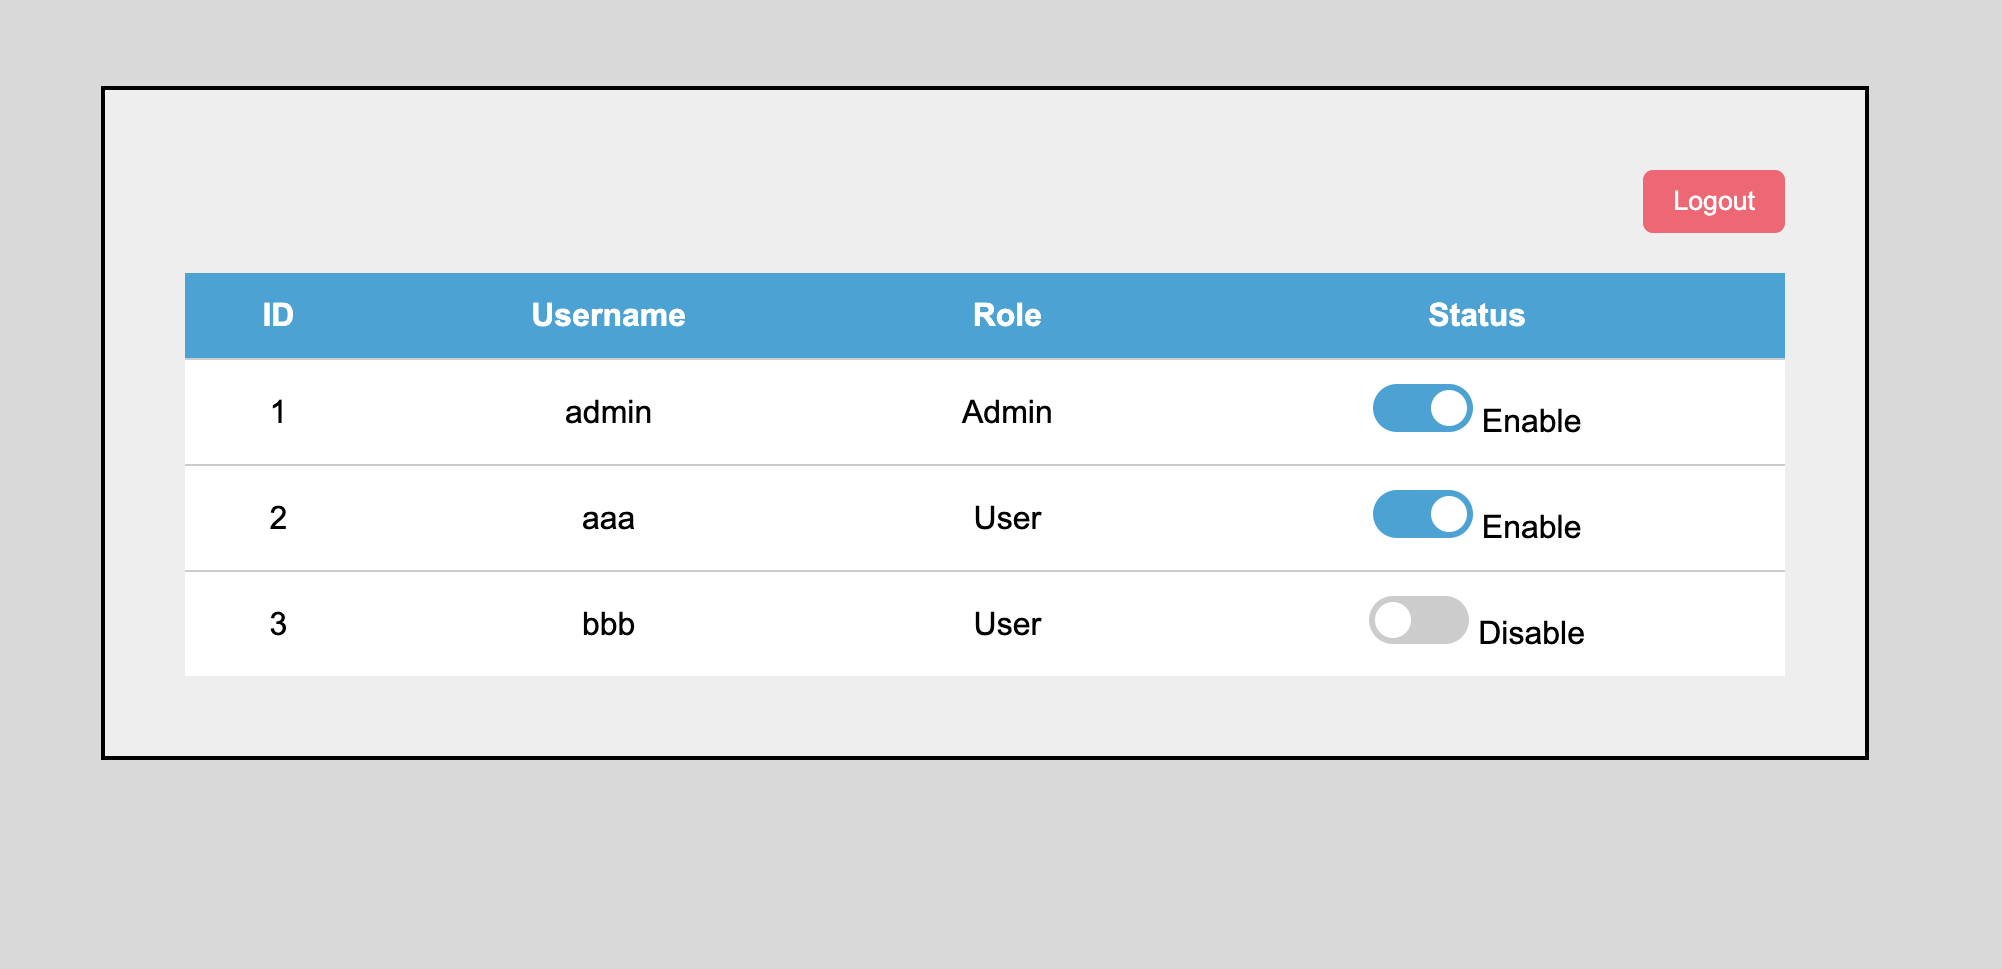 Logout
ID Username Role Status
1 admin Admin Enable
2 aaa User Enable
3 bbb User Disable